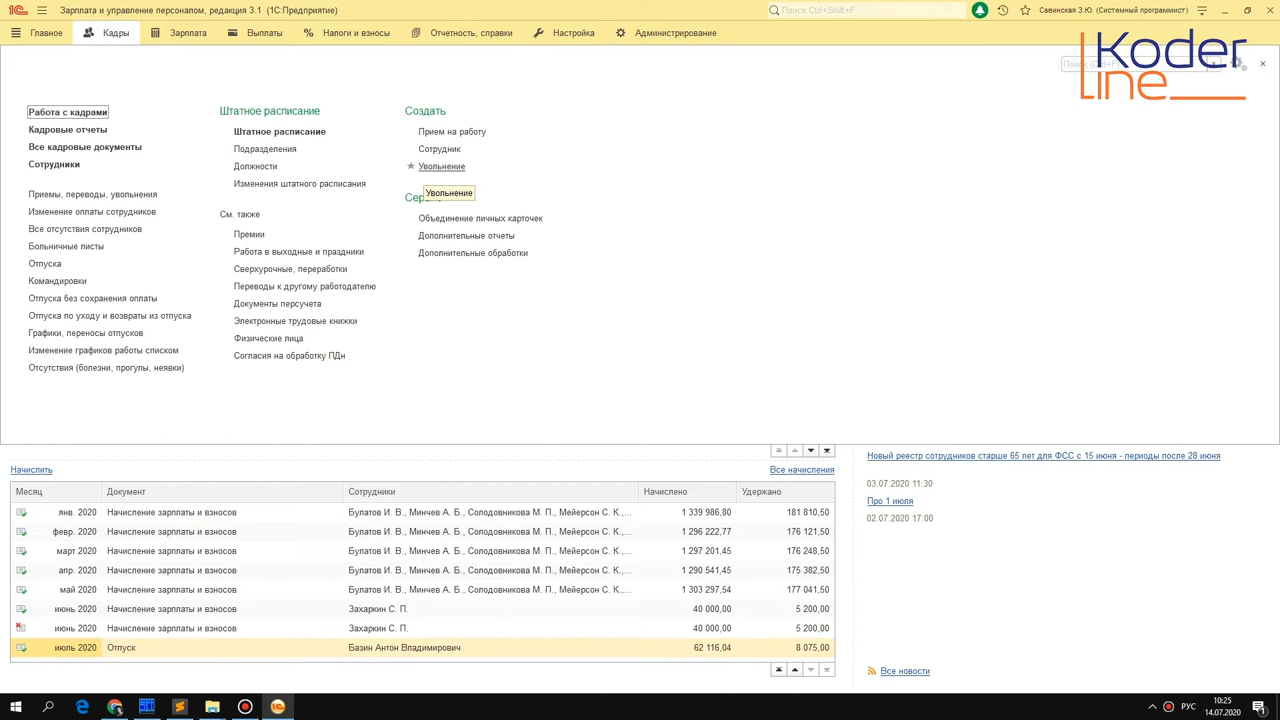 Зарплата и управление персоналом, редакция 3.1 (1С:Предприятие)
Поиск Ctrl+Shift+F
Савинская З.Ю. (Системный программист)
Главное
Кадры
Зарплата
Выплаты
Налоги и взносы
Отчетность, справки
Настройка
Администрирование
Koder
line
Поиск (Ctrl+F)
Работа с кадрами
Кадровые отчеты
Все кадровые документы
Сотрудники
Приемы, переводы, увольнения
Изменение оплаты сотрудников
Все отсутствия сотрудников
Больничные листы
Отпуска
Командировки
Отпуска без сохранения оплаты
Отпуска по уходу и возвраты из отпуска
Графики, переносы отпусков
Изменение графиков работы списком
Отсутствия (болезни, прогулы, неявки)
Штатное расписание
Штатное расписание
Подразделения
Должности
Изменения штатного расписания
См. также
Премии
Работа в выходные и праздники
Сверхурочные, переработки
Переводы к другому работодателю
Документы персучета
Электронные трудовые книжки
Физические лица
Согласия на обработку ПДн
Создать
Прием на работу
Сотрудник
Увольнение
Увольнение
Сервис
Объединение личных карточек
Дополнительные отчеты
Дополнительные обработки
Начислить
Все начисления
Месяц Документ Сотрудники Начислено Удержано
янв. 2020 Начисление зарплаты и взносов Булатов И. В., Минчев А. Б., Солодовникова М. П., Мейерсон С. К.,... 1 339 986,80 181 810,50
февр. 2020 Начисление зарплаты и взносов Булатов И. В., Минчев А. Б., Солодовникова М. П., Мейерсон С. К.,... 1 296 222,77 176 121,50
март 2020 Начисление зарплаты и взносов Булатов И. В., Минчев А. Б., Солодовникова М. П., Мейерсон С. К.,... 1 297 201,45 176 248,50
апр. 2020 Начисление зарплаты и взносов Булатов И. В., Минчев А. Б., Солодовникова М. П., Мейерсон С. К.,... 1 290 541,45 175 382,50
май 2020 Начисление зарплаты и взносов Булатов И. В., Минчев А. Б., Солодовникова М. П., Мейерсон С. К.,... 1 303 297,54 177 041,50
июнь 2020 Начисление зарплаты и взносов Захаркин С. П. 40 000,00 5 200,00
июнь 2020 Начисление зарплаты и взносов Захаркин С. П. 40 000,00 5 200,00
июль 2020 Отпуск Базин Антон Владимирович 62 116,04 8 075,00
Новый реестр сотрудников старше 65 лет для ФСС с 15 июня - периоды после 28 июня
03.07.2020 11:30
Про 1 июля
02.07.2020 17:00
Все новости
РУС
10:25
14.07.2020
1